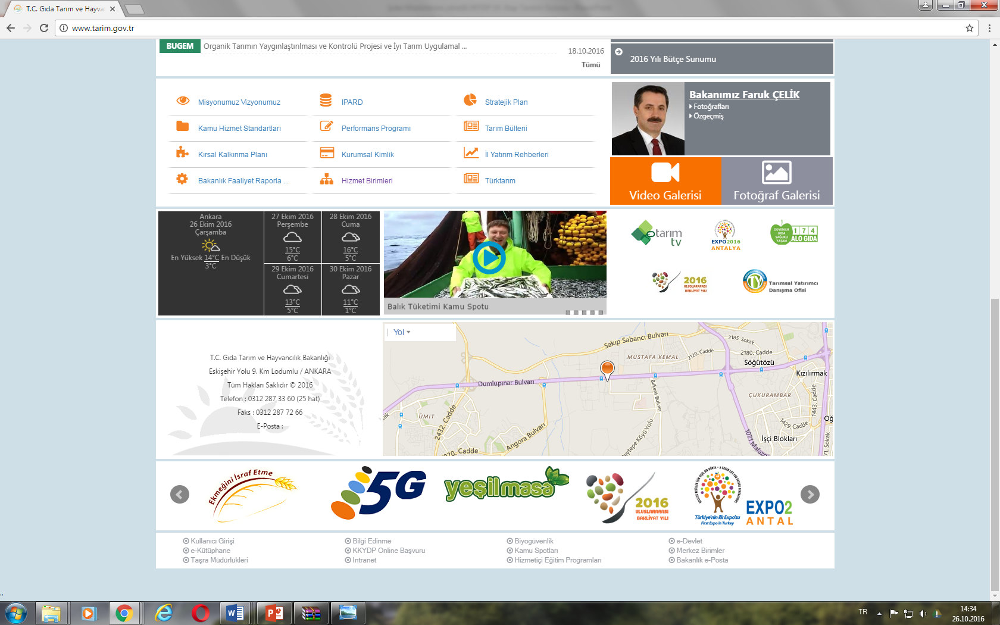 T.C. Gıda Tarım ve Hayva
www.tarim.gov.tr
BUGEM Organik Tarımın Yaygınlaştırılması ve Kontrolü Projesi ve İyi Tarım Uygulamal ...
18.10.2016
Tümü
2016 Yılı Bütçe Sunumu
Misyonumuz Vizyonumuz
IPARD
Stratejik Plan
Kamu Hizmet Standartları
Performans Programı
Tarım Bülteni
Kırsal Kalkınma Planı
Kurumsal Kimlik
İl Yatırım Rehberleri
Bakanlık Faaliyet Raporla ...
Hizmet Birimleri
Türktarım
Bakanımız Faruk ÇELİK
Fotoğrafları
Özgeçmiş
Video Galerisi
Fotoğraf Galerisi
Ankara
26 Ekim 2016
Çarşamba
En Yüksek 14°C En Düşük
3°C
27 Ekim 2016
Perşembe
15°C
6°C
28 Ekim 2016
Cuma
16°C
5°C
29 Ekim 2016
Cumartesi
13°C
5°C
30 Ekim 2016
Pazar
11°C
1°C
Balık Tüketimi Kamu Spotu
etarım
tv
EXPO2016
ANTALYA
GÜVENİLİR
GIDA
SAĞLIKLI
YAŞAM
174
ALO GIDA
2016
ULUSLARARASI
BAKLİYAT YILI
TY
Tarımsal Yatırımcı
Danışma Ofisi
T.C. Gıda Tarım ve Hayvancılık Bakanlığı
Eskişehir Yolu 9. Km Lodumlu / ANKARA
Tüm Hakları Saklıdır © 2016
Telefon : 0312 287 33 60 (25 hat)
Faks : 0312 287 72 66
E-Posta :
Yol
Sakıp Sabancı Bulvarı
2185. Sokak
MUSTAFA KEMAL
2120. Cadde
2180. Cadde
Söğütözü
Kızılırmak
Dumlupınar Bulvarı
Bilkent Bulvarı
ÇUKURAMBAR
1443. Cadde
ÜMİT
2432. Cadde
Angora Bulvarı
Beytepe Köyü Yolu
1429. Cadde
İşçi Blokları
1071 Malazg
020. Cadde
71. Sokak
Ekmeğini İsraf Etme
5G
yeşilmasa
2016
ULUSLARARASI
BAKLİYAT YILI
Türkiye'nin ilk Expo'su
First Expo in Turkey
EXPO2
ANTAL
Kullanıcı Girişi
Bilgi Edinme
Biyogüvenlik
e-Devlet
e-Kütüphane
KKYDP Online Başvuru
Kamu Spotları
Merkez Birimler
Taşra Müdürlükleri
Intranet
Hizmetiçi Eğitim Programları
Bakanlık e-Posta
TR
14:34
26.10.2016